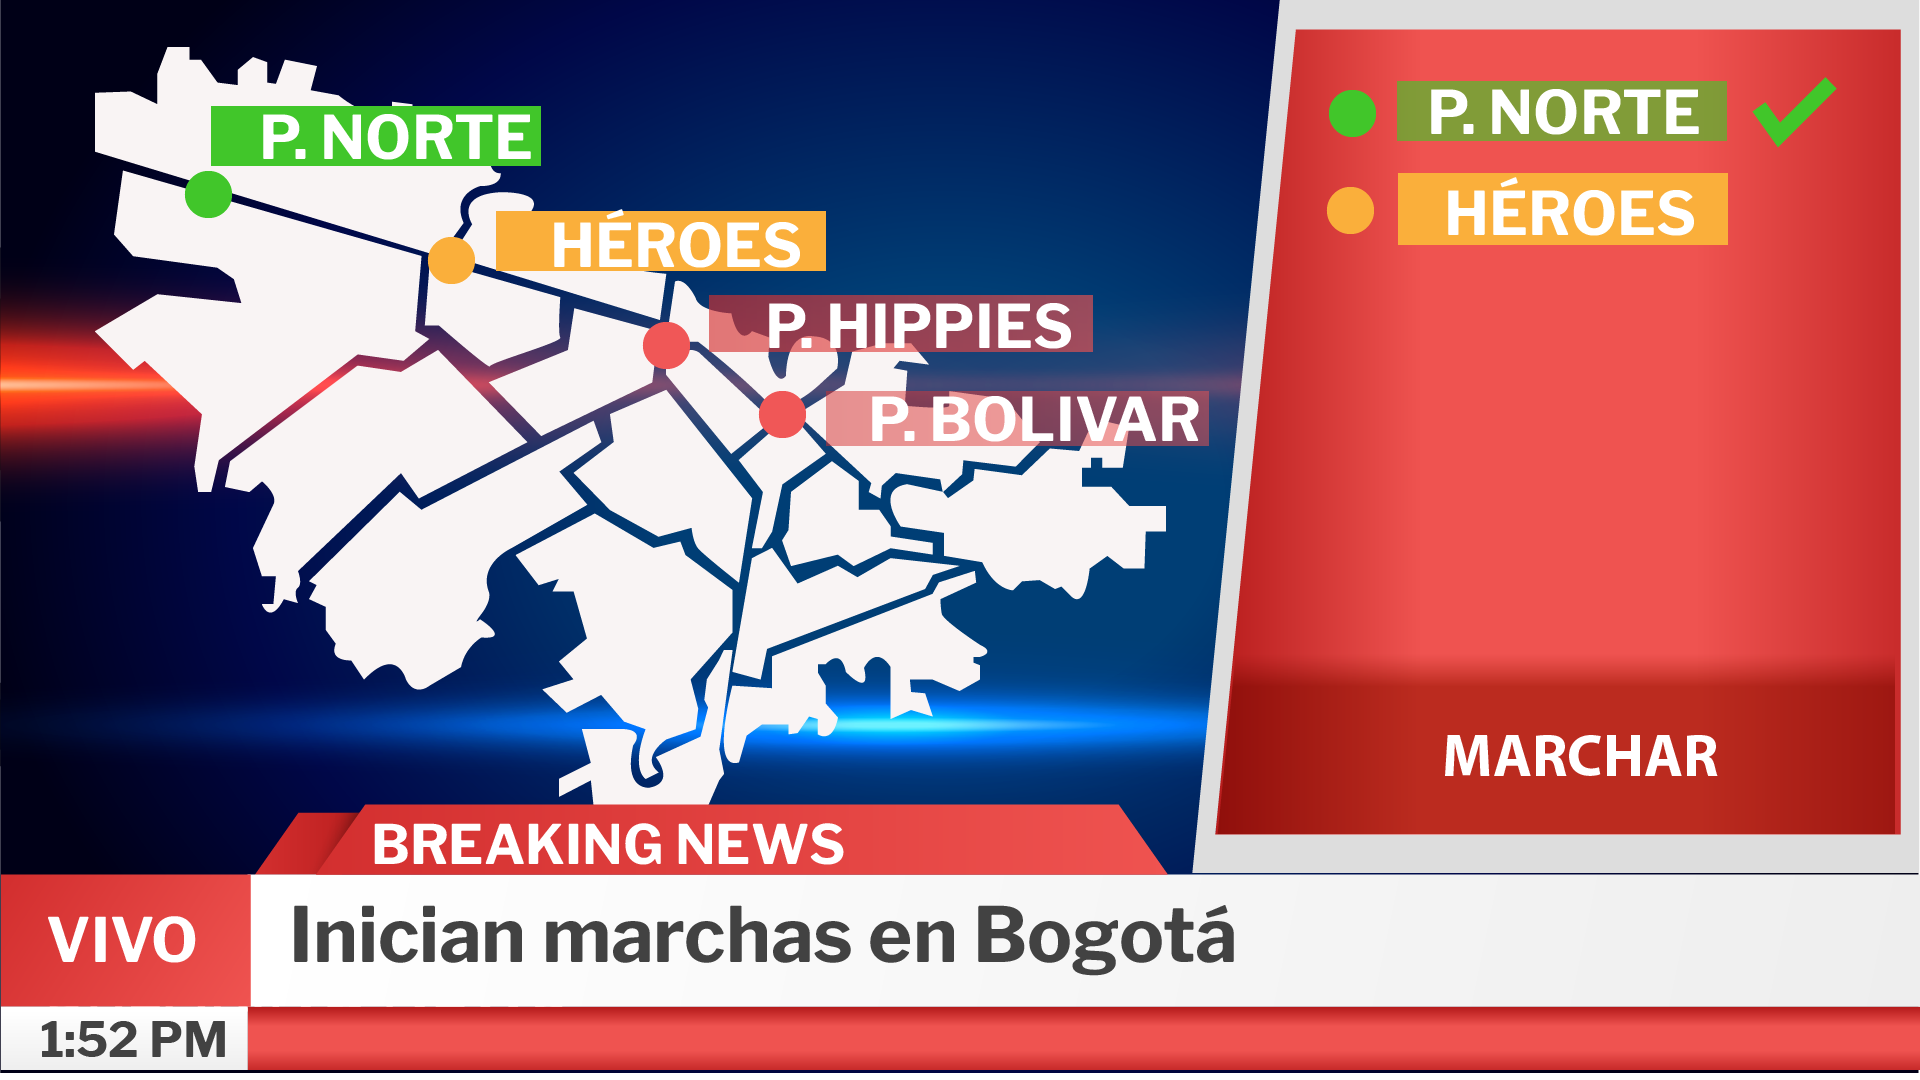 P. NORTE
HÉROES
P. HIPPIES
P. BOLIVAR
P. NORTE
HÉROES
MARCHAR
BREAKING NEWS
VIVO
Inician marchas en Bogotá
1:52 PM